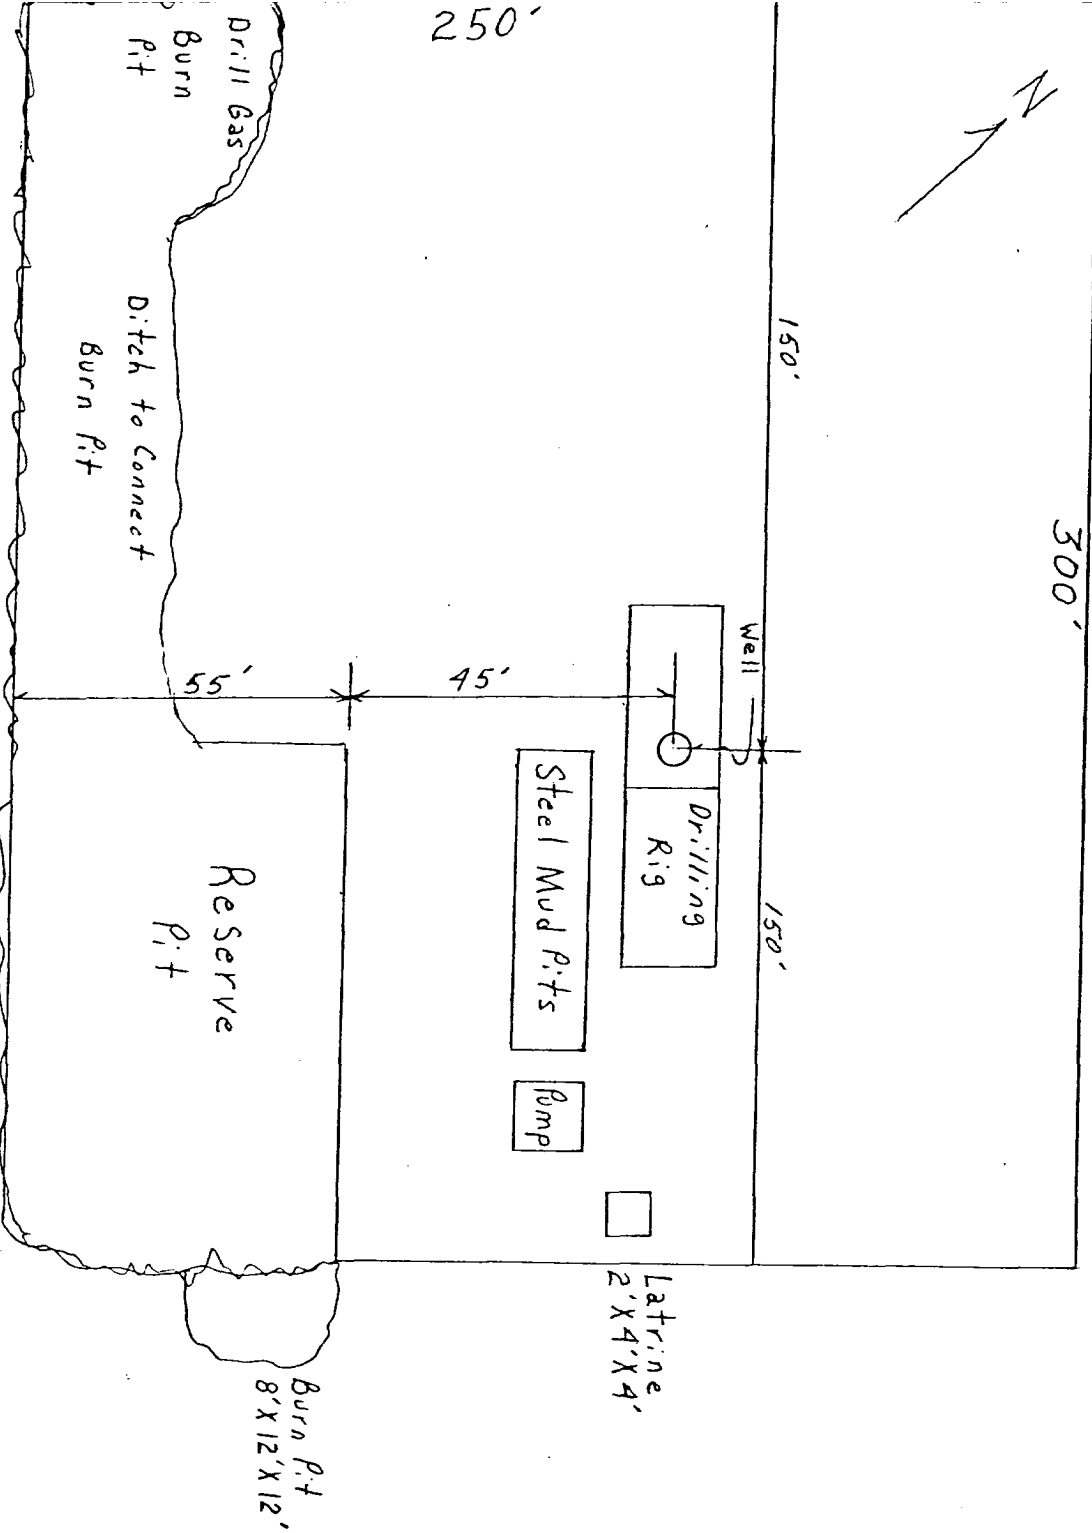 N
300'
250'
150'
150'
Well
Drilling
Rig
45'
55'
Steel Mud Pits
Pump
Latrine
2'X4'X4'
Drill Gas
Burn
Pit
Ditch to Connect
Burn Pit
Reserve
Pit
Burn Pit
8'X12'X12'